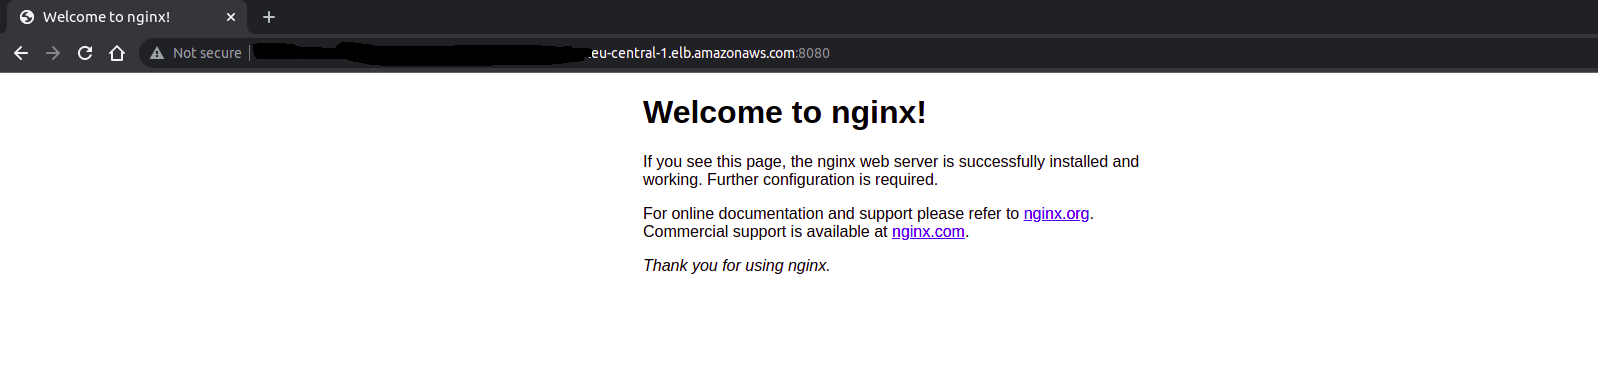 Welcome to nginx!
Not secure eu-central-1.elb.amazonaws.com:8080
Welcome to nginx!
If you see this page, the nginx web server is successfully installed and
working. Further configuration is required.
For online documentation and support please refer to nginx.org.
Commercial support is available at nginx.com.
Thank you for using nginx.